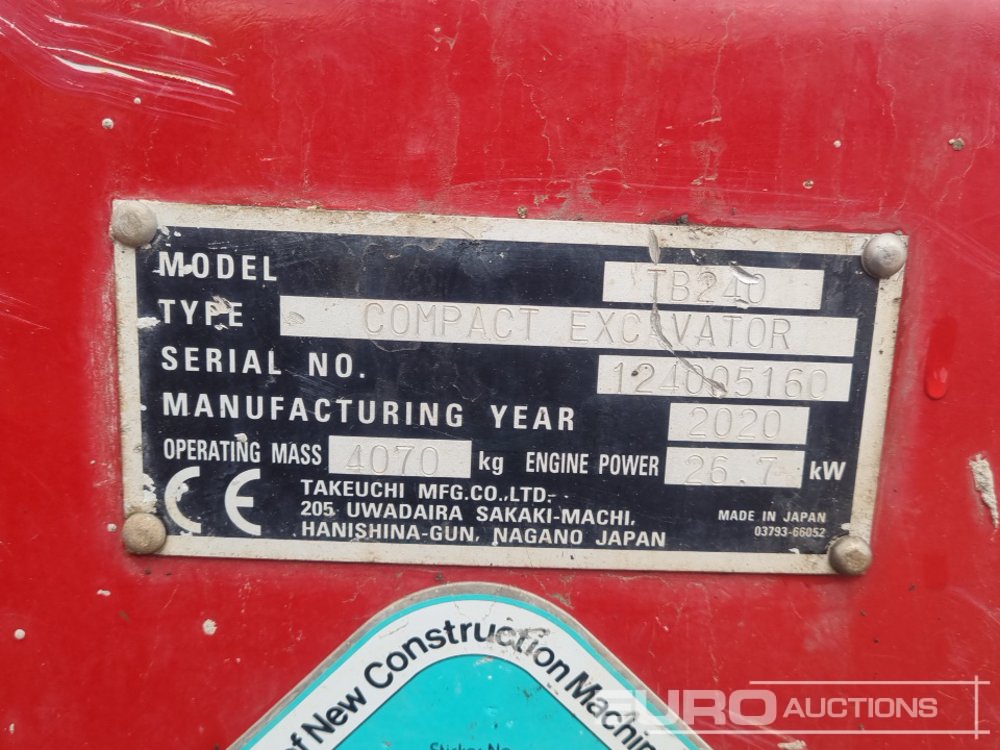 MODEL TB240
TYPE COMPACT EXCAVATOR
SERIAL NO. 124005160
MANUFACTURING YEAR 2020
OPERATING MASS 4070 kg ENGINE POWER 26.7 kW
CE
TAKEUCHI MFG.CO.,LTD.
205 UWADAIRA SAKAKI-MACHI,
HANISHINA-GUN, NAGANO JAPAN
MADE IN JAPAN
03793-66052
of New Construction Machin
EURO AUCTIONS